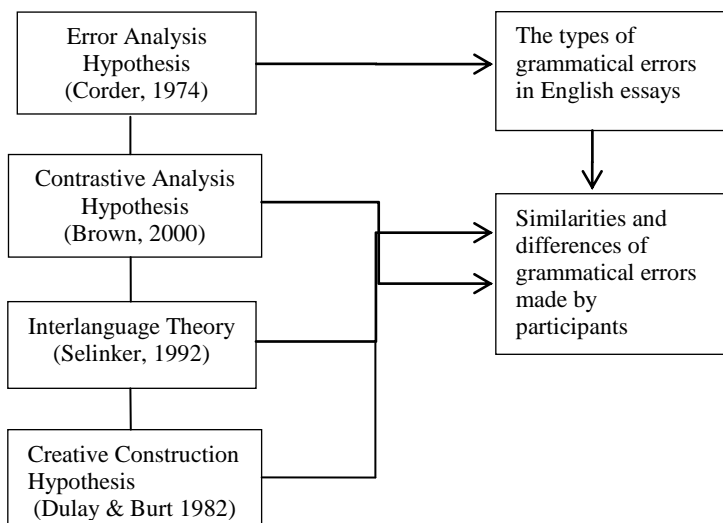 Error Analysis
Hypothesis
(Corder, 1974)
The types of
grammatical errors
in English essays
Contrastive Analysis
Hypothesis
(Brown, 2000)
Similarities and
differences of
grammatical errors
made by
participants
Interlanguage Theory
(Selinker, 1992)
Creative Construction
Hypothesis
(Dulay & Burt 1982)